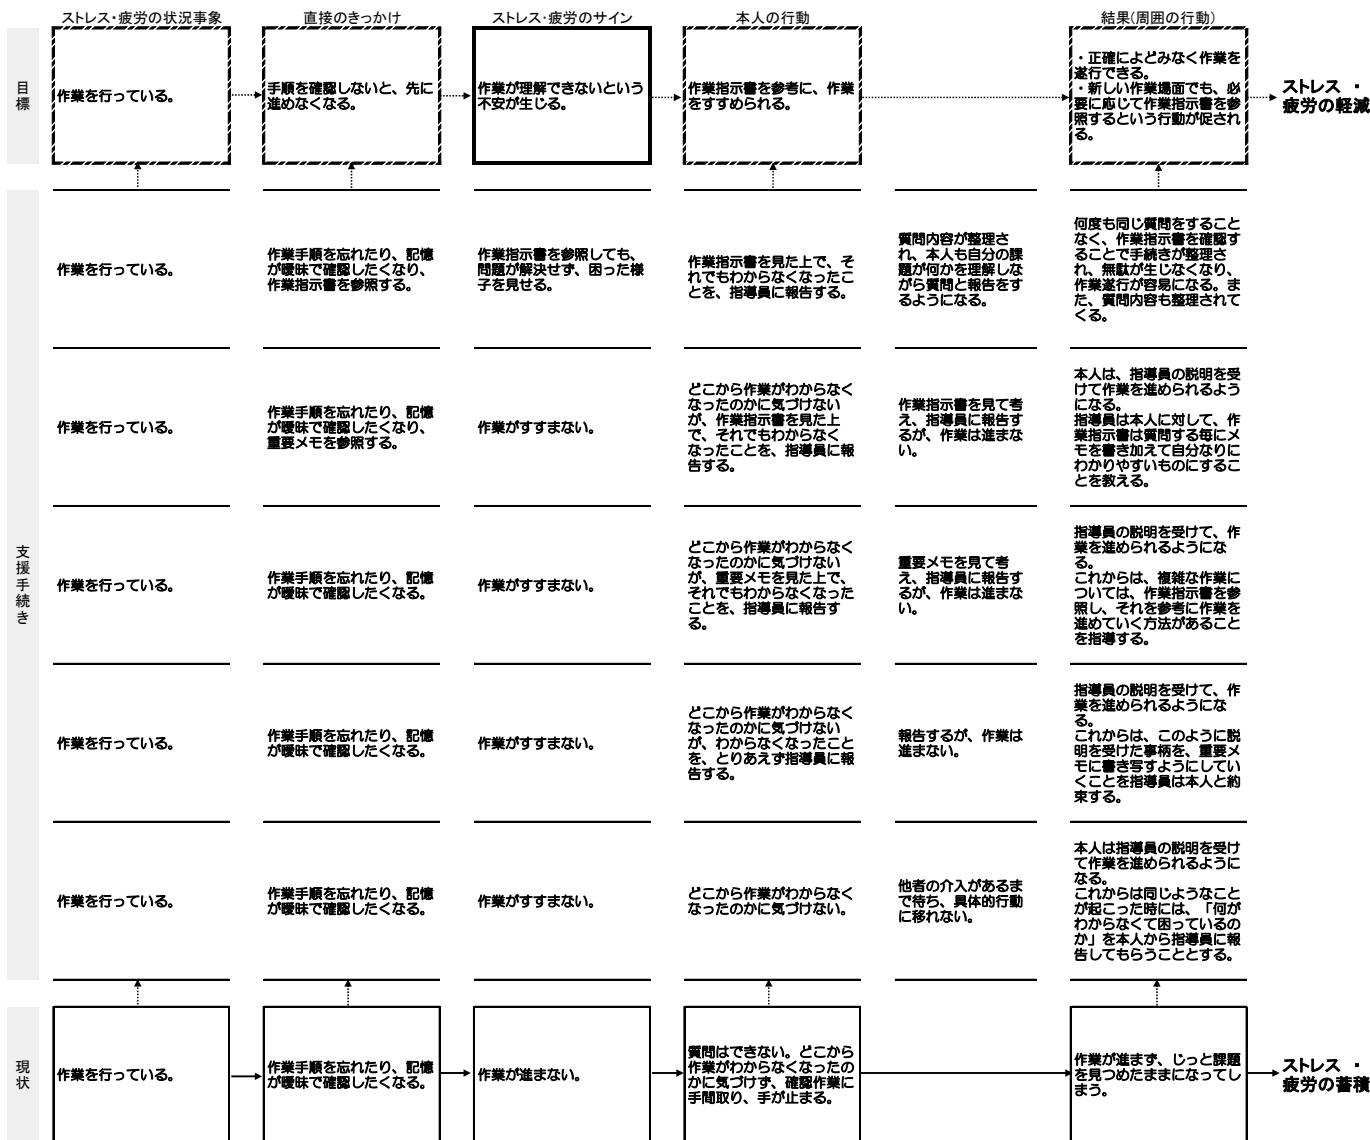 ストレス・疲労の状況事象
直接のきっかけ
ストレス・疲労のサイン
本人の行動
結果(周囲の行動)
目標
作業を行っている。
手順を確認しないと、先に
進めなくなる。
作業が理解できないという
不安が生じる。
作業指示書を参考に、作業
をすすめられる。
・正確によどみなく作業を
遂行できる。
・新しい作業場面でも、必
要に応じて作業指示書を参
照するという行動が促され
る。
ストレス ・
疲労の軽減
支援手続き
作業を行っている。
作業手順を忘れたり、記憶
が曖昧で確認したくなり、
作業指示書を参照する。
作業指示書を参照しても、
問題が解決せず、困った様
子を見せる。
作業指示書を見た上で、そ
れでもわからなくなったこ
とを、指導員に報告する。
質問内容が整理さ
れ、本人も自分の課
題が何かを理解しな
がら質問と報告をす
るようになる。
何度も同じ質問をすること
なく、作業指示書を確認す
ることで手続きが整理さ
れ、無駄が生じなくなり、
作業遂行が容易になる。ま
た、質問内容も整理されて
くる。
作業を行っている。
作業手順を忘れたり、記憶
が曖昧で確認したくなり、
重要メモを参照する。
作業がすすまない。
どこから作業がわからなく
なったのかに気づけない
が、作業指示書を見た上
で、それでもわからなく
なったことを、指導員に報
告する。
作業指示書を見て考
え、指導員に報告す
るが、作業は進まな
い。
本人は、指導員の説明を受
けて作業を進められるよう
になる。
指導員は本人に対して、作
業指示書は質問する毎にメ
モを書き加えて自分なりに
わかりやすいものにするこ
とを教える。
作業を行っている。
作業手順を忘れたり、記憶
が曖昧で確認したくなる。
作業がすすまない。
どこから作業がわからなく
なったのかに気づけない
が、重要メモを見た上で、
それでもわからなくなった
ことを、指導員に報告す
る。
重要メモを見て考
え、指導員に報告す
るが、作業は進まな
い。
指導員の説明を受けて、作
業を進められるようにな
る。
これからは、複雑な作業に
ついては、作業指示書を参
照し、それを参考に作業を
進めていく方法があること
を指導する。
作業を行っている。
作業手順を忘れたり、記憶
が曖昧で確認したくなる。
作業がすすまない。
どこから作業がわからなく
なったのかに気づけない
が、わからなくなったこと
を、とりあえず指導員に報
告する。
報告するが、作業は
進まない。
指導員の説明を受けて、作
業を進められるようにな
る。
これからは、このように説
明を受けた事柄を、重要メ
モに書き写すようにしてい
くことを指導員は本人と約
束する。
作業を行っている。
作業手順を忘れたり、記憶
が曖昧で確認したくなる。
作業がすすまない。
どこから作業がわからなく
なったのかに気づけない。
他者の介入があるま
で待ち、具体的行動
に移れない。
本人は指導員の説明を受け
て作業を進められるように
なる。
これからは同じようなこと
が起こった時には、「何が
わからなくて困っているの
か」を本人から指導員に報
告してもらうこととする。
現状
作業を行っている。
作業手順を忘れたり、記憶
が曖昧で確認したくなる。
作業が進まない。
質問はできない。どこから
作業がわからなくなったの
かに気づけず、確認作業に
手間取り、手が止まる。
作業が進まず、じっと課題
を見つめたままになってし
まう。
ストレス ・
疲労の蓄積